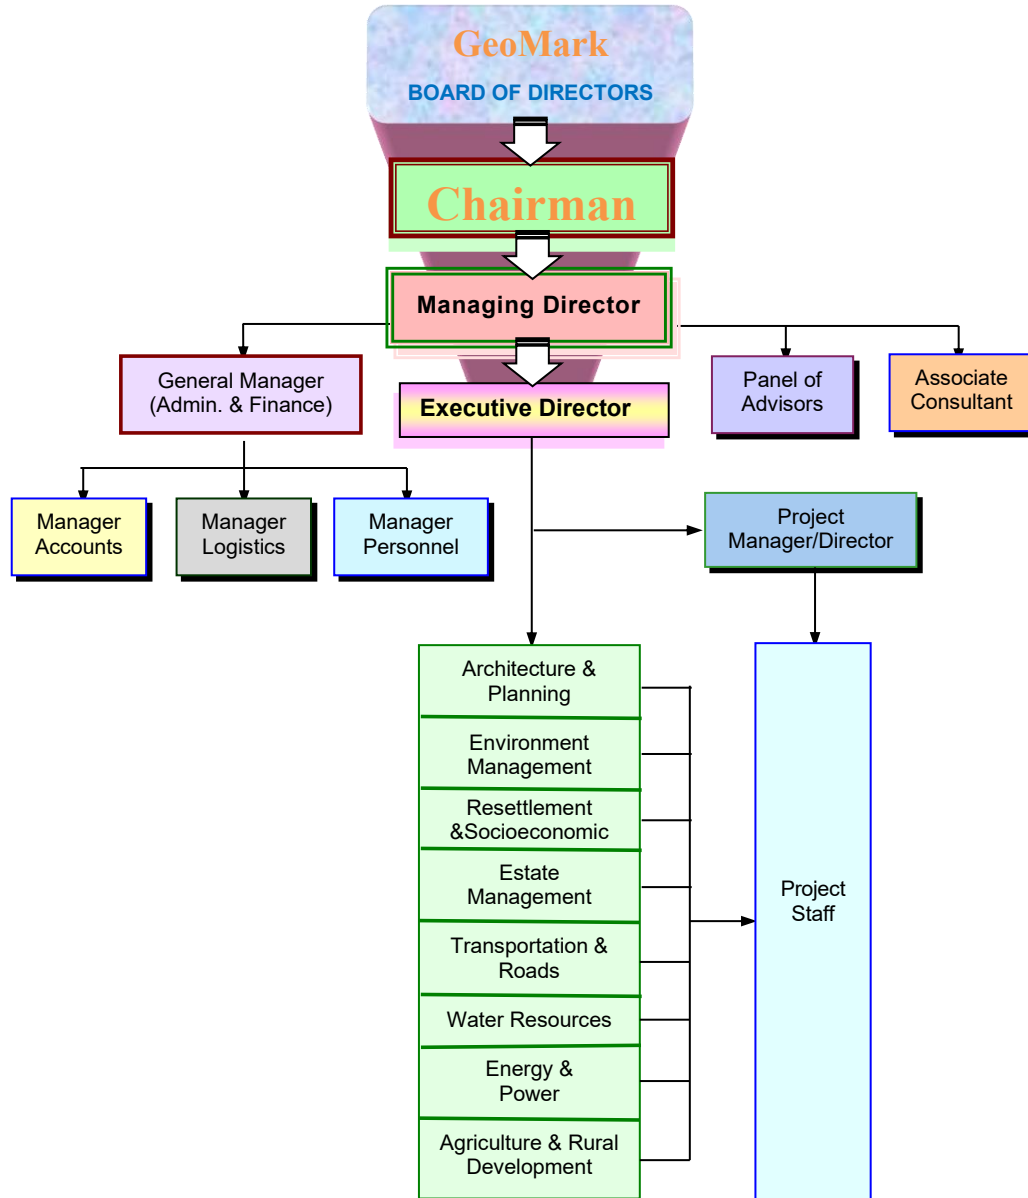 GeoMark
BOARD OF DIRECTORS
Chairman
Managing Director
General Manager
(Admin. & Finance)
Executive Director
Panel of
Advisors
Associate
Consultant
Manager
Accounts
Manager
Logistics
Manager
Personnel
Project
Manager/Director
Architecture &
Planning
Environment
Management
Resettlement
&Socioeconomic
Estate
Management
Transportation &
Roads
Water Resources
Energy &
Power
Agriculture & Rural
Development
Project
Staff